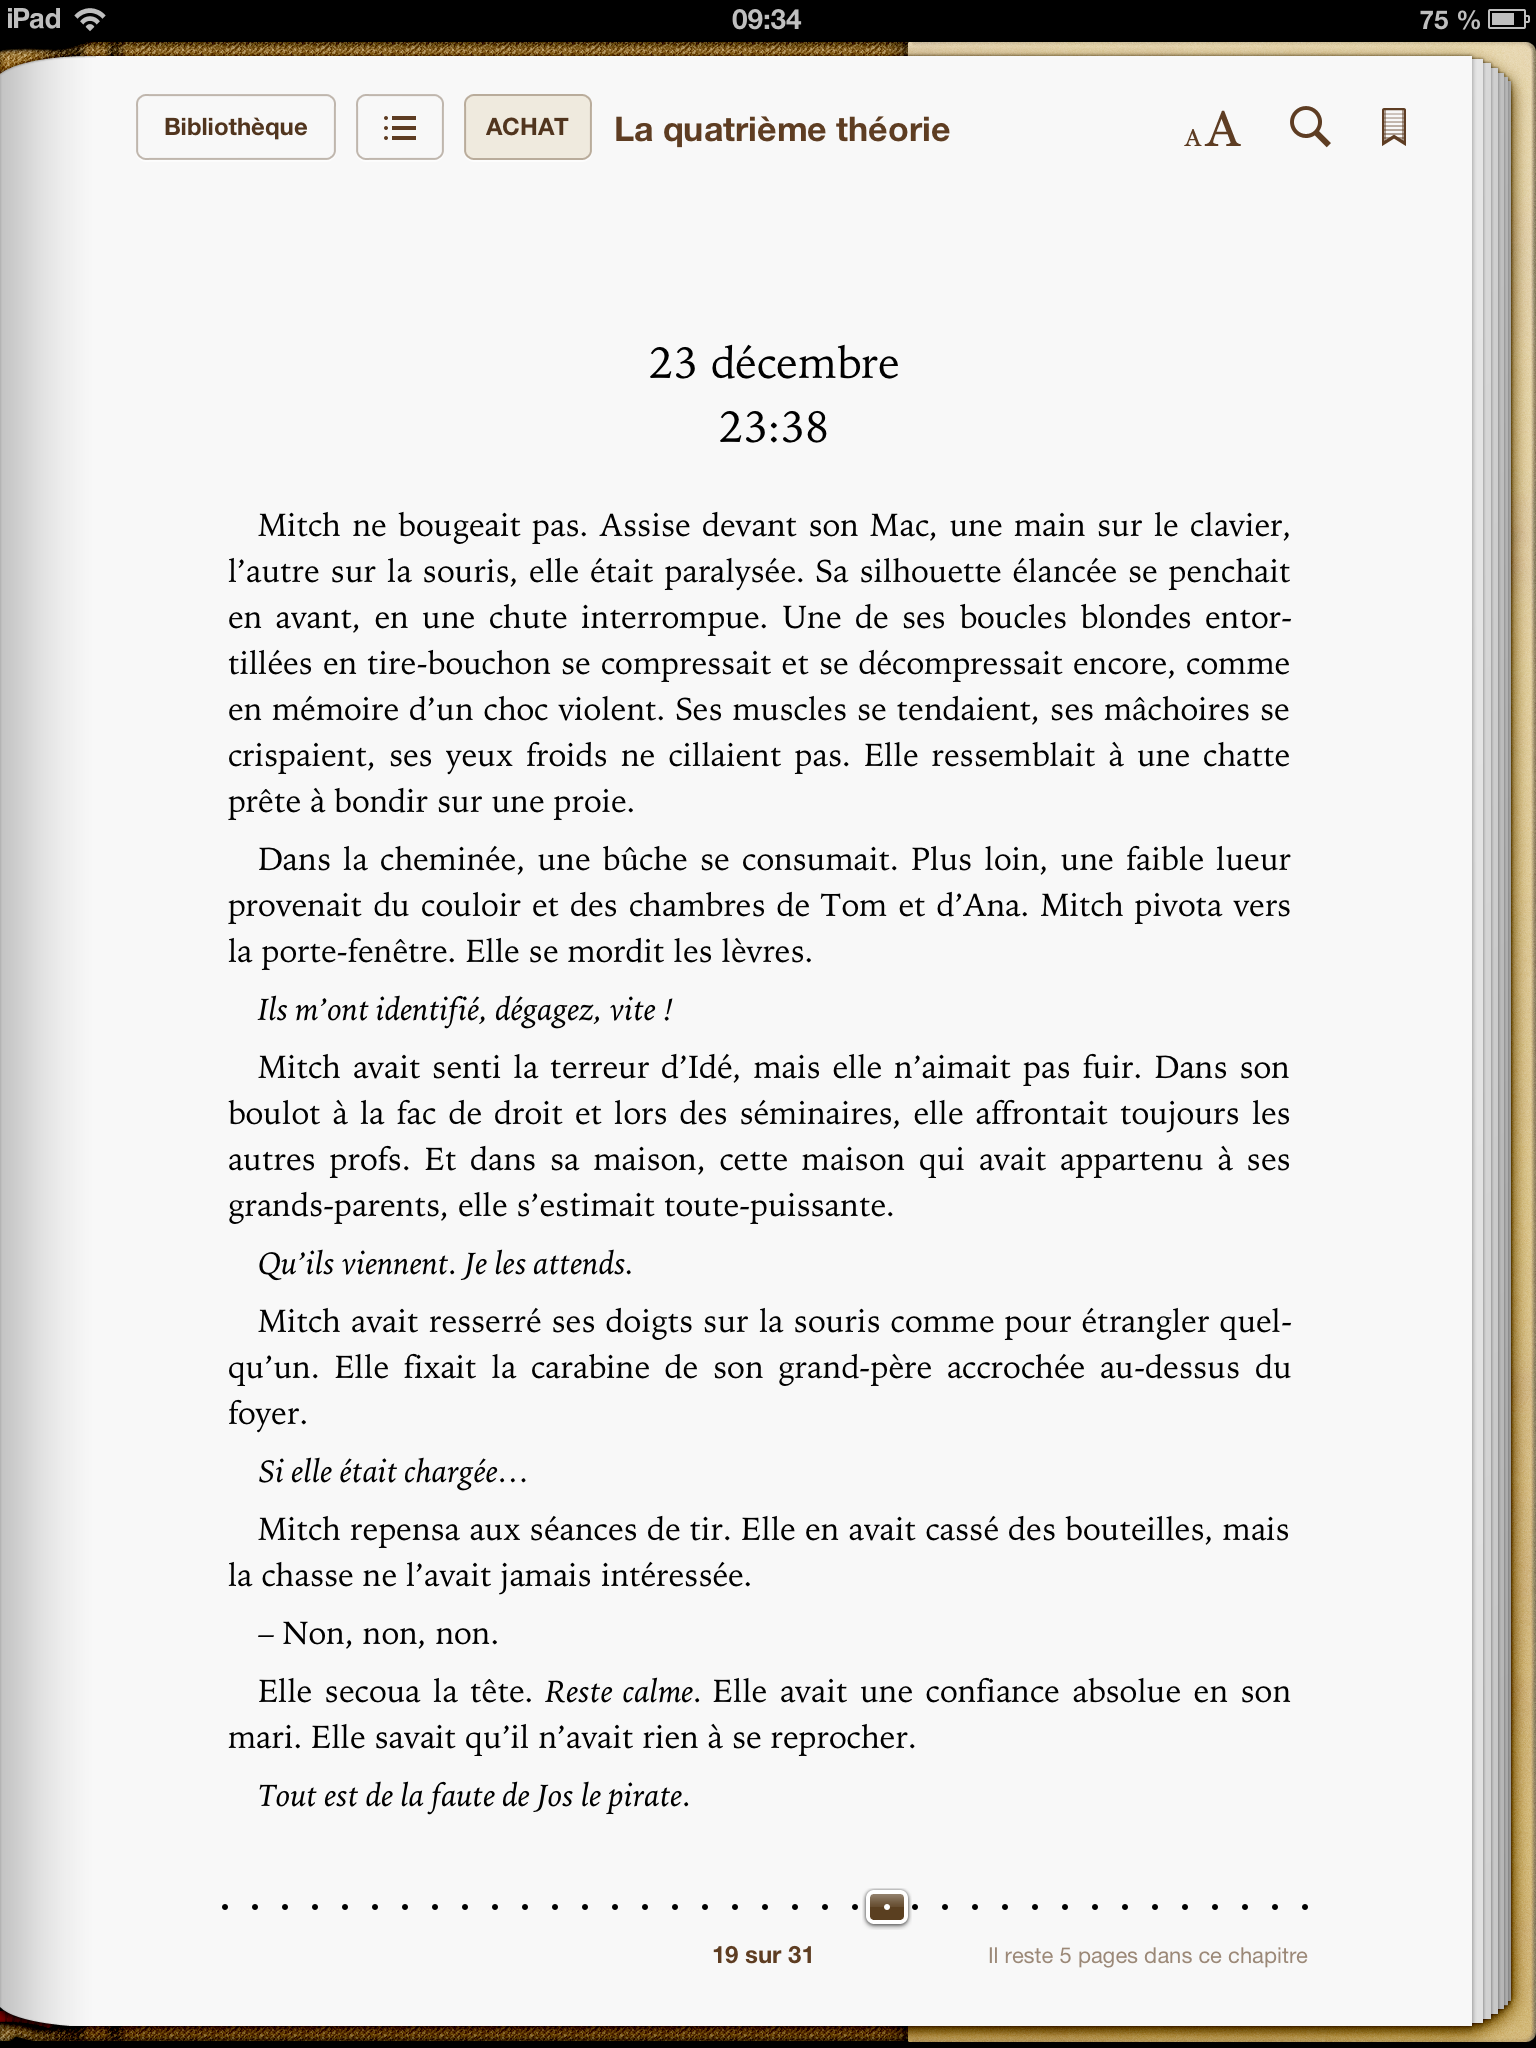 iPad 09:34 75 %
Bibliothèque ACHAT La quatrième théorie AA
23 décembre
23:38
Mitch ne bougeait pas. Assise devant son Mac, une main sur le clavier,
l’autre sur la souris, elle était paralysée. Sa silhouette élancée se penchait
en avant, en une chute interrompue. Une de ses boucles blondes entor-
tillées en tire-bouchon se compressait et se décompressait encore, comme
en mémoire d’un choc violent. Ses muscles se tendaient, ses mâchoires se
crispaient, ses yeux froids ne cillaient pas. Elle ressemblait à une chatte
prête à bondir sur une proie.
Dans la cheminée, une bûche se consumait. Plus loin, une faible lueur
provenait du couloir et des chambres de Tom et d’Ana. Mitch pivota vers
la porte-fenêtre. Elle se mordit les lèvres.
Ils m’ont identifié, dégagez, vite !
Mitch avait senti la terreur d’Idé, mais elle n’aimait pas fuir. Dans son
boulot à la fac de droit et lors des séminaires, elle affrontait toujours les
autres profs. Et dans sa maison, cette maison qui avait appartenu à ses
grands-parents, elle s’estimait toute-puissante.
Qu’ils viennent. Je les attends.
Mitch avait resserré ses doigts sur la souris comme pour étrangler quel-
qu’un. Elle fixait la carabine de son grand-père accrochée au-dessus du
foyer.
Si elle était chargée…
Mitch repensa aux séances de tir. Elle en avait cassé des bouteilles, mais
la chasse ne l’avait jamais intéressée.
– Non, non, non.
Elle secoua la tête. Reste calme. Elle avait une confiance absolue en son
mari. Elle savait qu’il n’avait rien à se reprocher.
Tout est de la faute de Jos le pirate.
19 sur 31 Il reste 5 pages dans ce chapitre